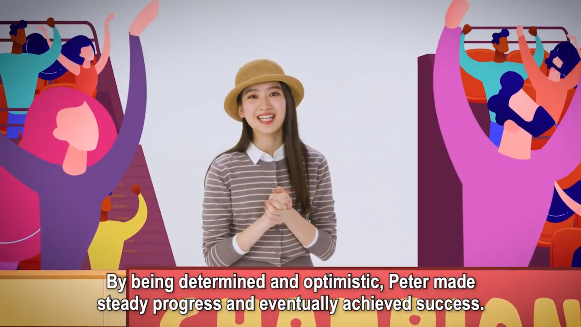 By being determined and optimistic, Peter made
steady progress and eventually achieved success.